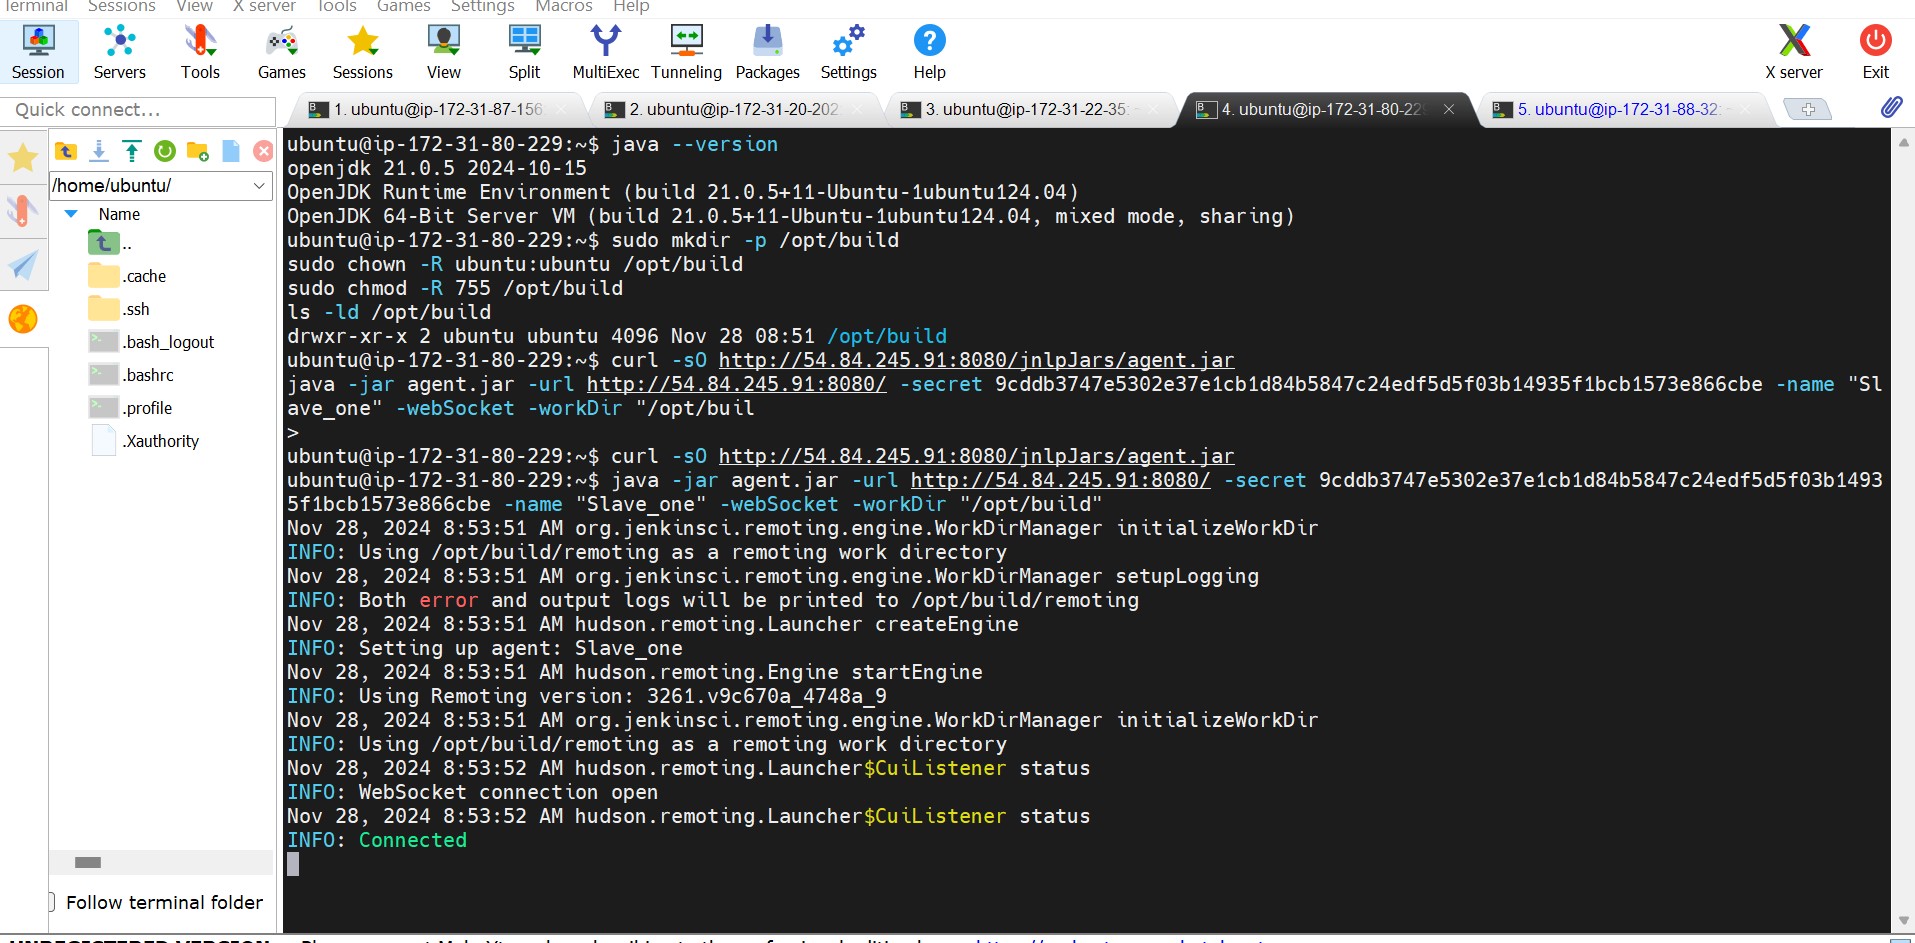 Terminal Sessions View X server Tools Games Settings Macros Help
Session Servers Tools Games Sessions View Split MultiExec Tunneling Packages Settings Help X server Exit
Quick connect...
1. ubuntu@ip-172-31-87-156
2. ubuntu@ip-172-31-20-202
3. ubuntu@ip-172-31-22-35:
4. ubuntu@ip-172-31-80-22
5. ubuntu@ip-172-31-88-32:
/home/ubuntu/
Name
..
.cache
.ssh
.bash_logout
.bashrc
.profile
.Xauthority
Follow terminal folder
ubuntu@ip-172-31-80-229:~$ java --version
openjdk 21.0.5 2024-10-15
OpenJDK Runtime Environment (build 21.0.5+11-Ubuntu-1ubuntu124.04)
OpenJDK 64-Bit Server VM (build 21.0.5+11-Ubuntu-1ubuntu124.04, mixed mode, sharing)
ubuntu@ip-172-31-80-229:~$ sudo mkdir -p /opt/build
sudo chown -R ubuntu:ubuntu /opt/build
sudo chmod -R 755 /opt/build
ls -ld /opt/build
drwxr-xr-x 2 ubuntu ubuntu 4096 Nov 28 08:51 /opt/build
ubuntu@ip-172-31-80-229:~$ curl -sO http://54.84.245.91:8080/jnlpJars/agent.jar
java -jar agent.jar -url http://54.84.245.91:8080/ -secret 9cddb3747e5302e37e1cb1d84b5847c24edf5d5f03b14935f1bcb1573e866cbe -name "Sl
ave_one" -webSocket -workDir "/opt/buil
>
ubuntu@ip-172-31-80-229:~$ curl -sO http://54.84.245.91:8080/jnlpJars/agent.jar
ubuntu@ip-172-31-80-229:~$ java -jar agent.jar -url http://54.84.245.91:8080/ -secret 9cddb3747e5302e37e1cb1d84b5847c24edf5d5f03b1493
5f1bcb1573e866cbe -name "Slave_one" -webSocket -workDir "/opt/build"
Nov 28, 2024 8:53:51 AM org.jenkinsci.remoting.engine.WorkDirManager initializeWorkDir
INFO: Using /opt/build/remoting as a remoting work directory
Nov 28, 2024 8:53:51 AM org.jenkinsci.remoting.engine.WorkDirManager setupLogging
INFO: Both error and output logs will be printed to /opt/build/remoting
Nov 28, 2024 8:53:51 AM hudson.remoting.Launcher createEngine
INFO: Setting up agent: Slave_one
Nov 28, 2024 8:53:51 AM hudson.remoting.Engine startEngine
INFO: Using Remoting version: 3261.v9c670a_4748a_9
Nov 28, 2024 8:53:51 AM org.jenkinsci.remoting.engine.WorkDirManager initializeWorkDir
INFO: Using /opt/build/remoting as a remoting work directory
Nov 28, 2024 8:53:52 AM hudson.remoting.Launcher$CuiListener status
INFO: WebSocket connection open
Nov 28, 2024 8:53:52 AM hudson.remoting.Launcher$CuiListener status
INFO: Connected